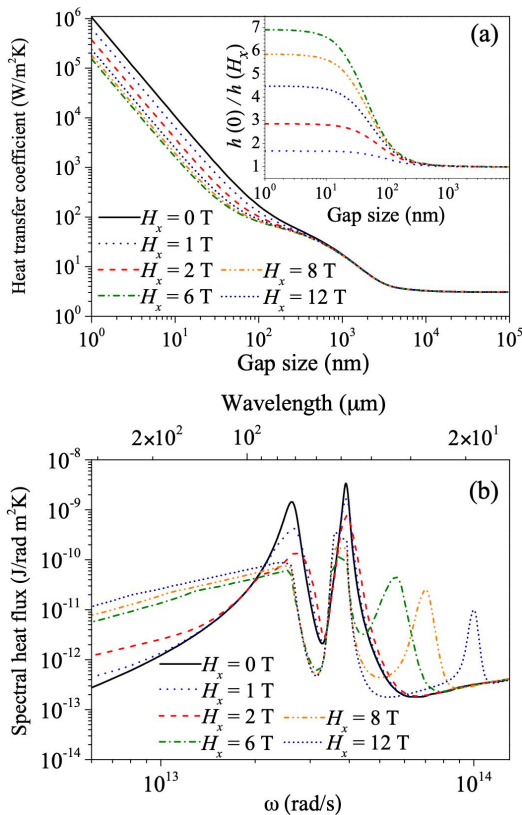 (a)
Heat transfer coefficient (W/m²K)
10⁶
10⁵
10⁴
10³
10²
10¹
10⁰
h (0) / h (Hₓ)
7
6
5
4
3
2
1
10⁰ 10¹ 10² 10³
Gap size (nm)
Hₓ = 0 T
Hₓ = 1 T
Hₓ = 2 T
Hₓ = 6 T
Hₓ = 8 T
Hₓ = 12 T
10⁰ 10¹ 10² 10³ 10⁴ 10⁵
Gap size (nm)
Wavelength (μm)
2×10² 10² 2×10¹
(b)
Spectral heat flux (J/rad m²K)
10⁻⁸
10⁻⁹
10⁻¹⁰
10⁻¹¹
10⁻¹²
10⁻¹³
10⁻¹⁴
Hₓ = 0 T
Hₓ = 1 T
Hₓ = 2 T
Hₓ = 6 T
Hₓ = 8 T
Hₓ = 12 T
10¹³ 10¹⁴
ω (rad/s)